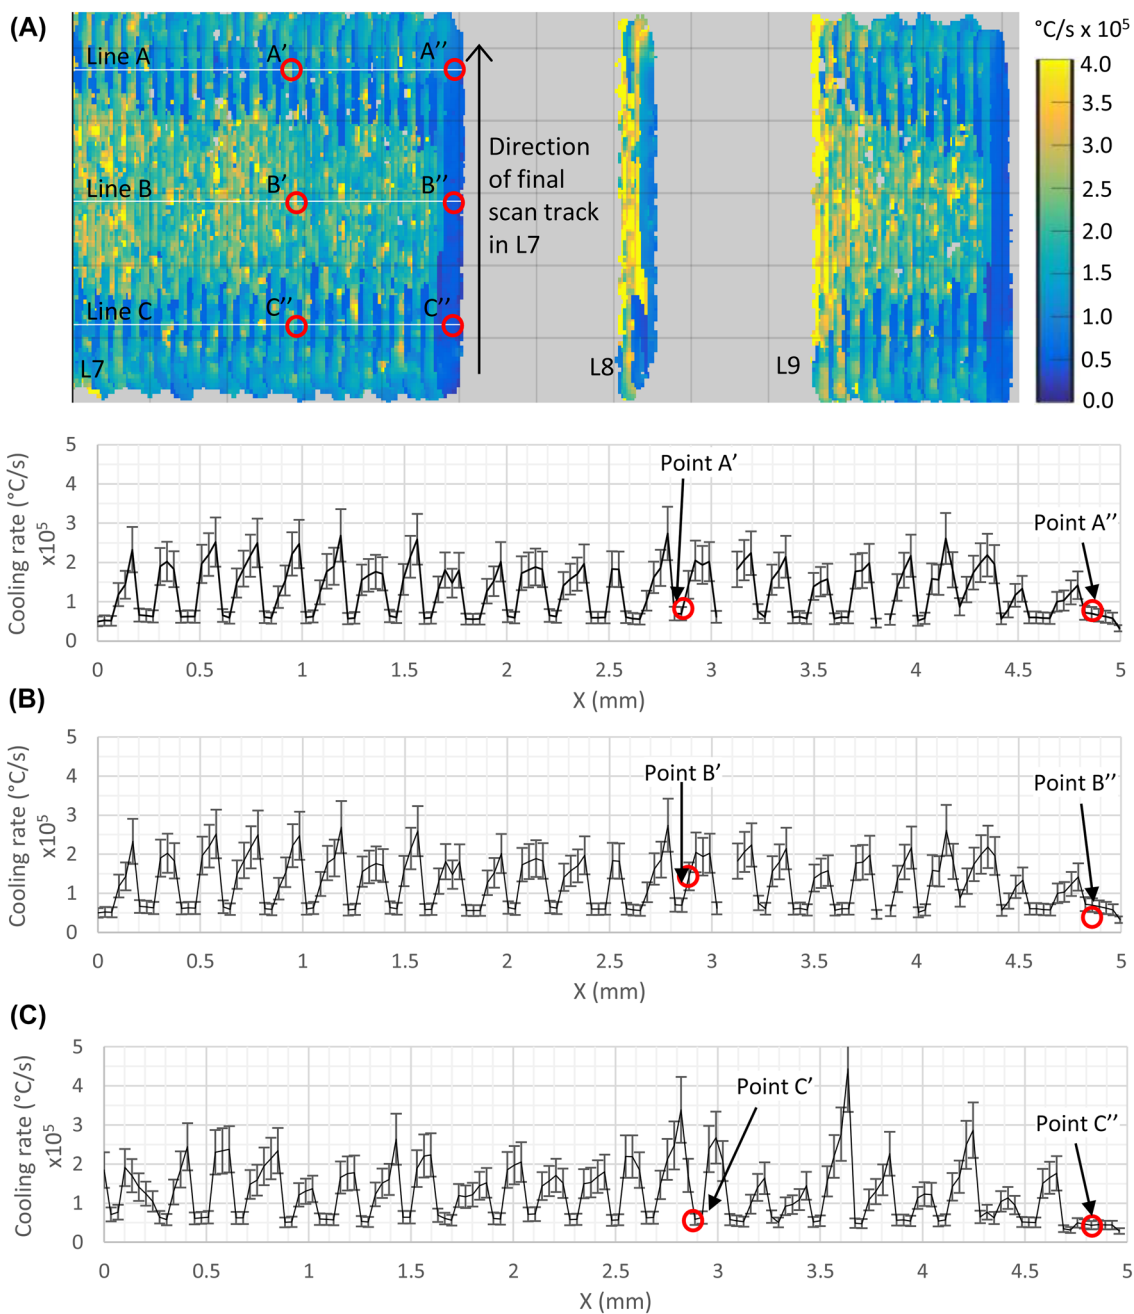 (A)
°C/s x 10⁵
Line A
A’
A’’
4.0
3.5
3.0
2.5
2.0
1.5
1.0
0.5
0.0
Direction
of final
scan track
in L7
Line B
B’
B’’
Line C
C’’
C’’
L7
L8
L9
Cooling rate (°C/s)
x10⁵
5
4
3
2
1
0
Point A’
Point A’’
0
0.5
1
1.5
2
2.5
3
3.5
4
4.5
5
X (mm)
(B)
Cooling rate (°C/s)
x10⁵
5
4
3
2
1
0
Point B’
Point B’’
0
0.5
1
1.5
2
2.5
3
3.5
4
4.5
5
X (mm)
(C)
Cooling rate (°C/s)
x10⁵
5
4
3
2
1
0
Point C’
Point C’’
0
0.5
1
1.5
2
2.5
3
3.5
4
4.5
5
X (mm)